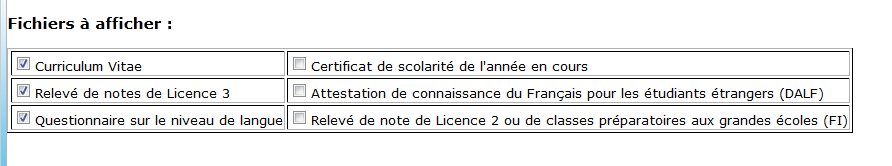 Fichiers à afficher :
Curriculum Vitae Certificat de scolarité de l'année en cours
Relevé de notes de Licence 3 Attestation de connaissance du Français pour les étudiants étrangers (DALF)
Questionnaire sur le niveau de langue Relevé de note de Licence 2 ou de classes préparatoires aux grandes écoles (FI)